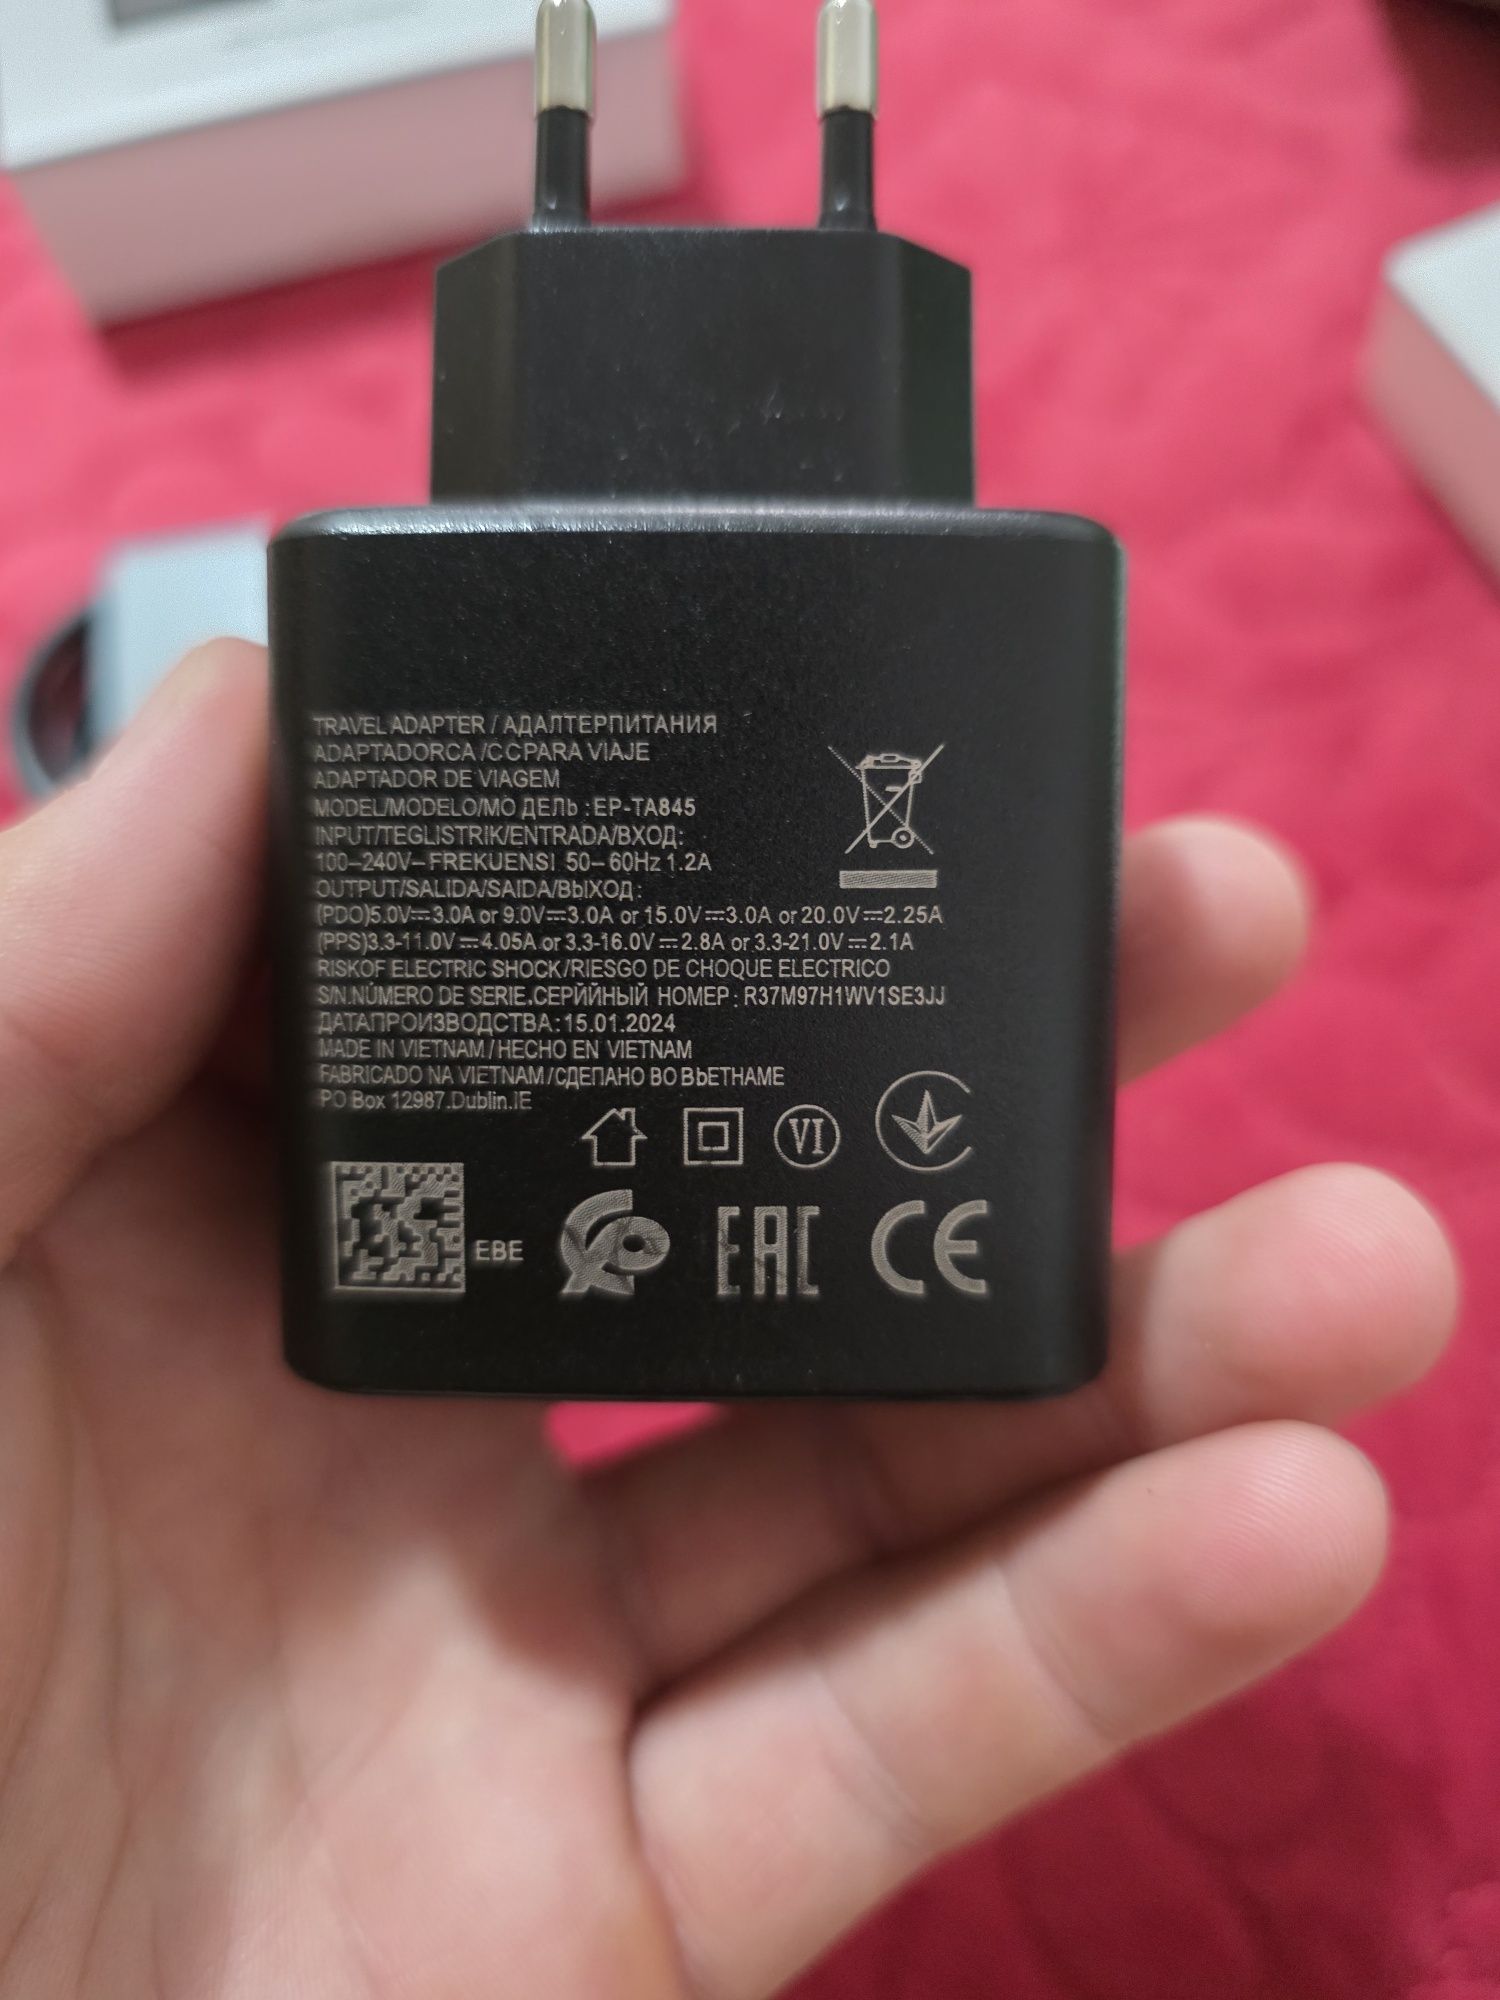 TRAVEL ADAPTER / АДАЛТЕРПИТАНИЯ
ADAPTADORCA /CCPARA VIAJE
ADAPTADOR DE VIAGEM
MODEL/MODELO/МО ДЕЛЬ :EP-TA845
INPUT/TEGLISTRIK/ENTRADA/ВХОД:
100–240V– FREKUENSI 50–60Hz 1.2A
OUTPUT/SALIDA/SAIDA/ВЫХОД:
(PDO)5.0V⎓3.0A or 9.0V⎓3.0A or 15.0V⎓3.0A or 20.0V⎓2.25A
(PPS)3.3-11.0V⎓4.05A or 3.3-16.0V⎓2.8A or 3.3-21.0V⎓2.1A
RISKOF ELECTRIC SHOCK/RIESGO DE CHOQUE ELECTRICO
S/N.NÚMERO DE SERIE.СЕРЙЙНЫЙ НОМЕР: R37M97H1WV1SE3JJ
ДАТАПРОИЗВОДСТВА:15.01.2024
MADE IN VIETNAM/HECHO EN VIETNAM
FABRICADO NA VIETNAM/СДЕПАНО ВО ВЬЕТНАМЕ
PO Box 12987.Dublin.IE
VI
EBE
EAC
CE